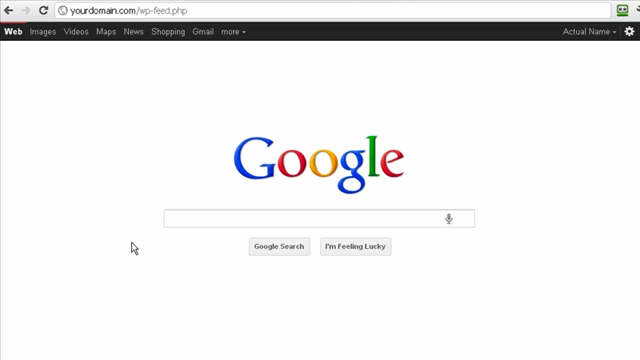 yourdomain.com/wp-feed.php
Web Images Videos Maps News Shopping Gmail more Actual Name
Google
Google Search I'm Feeling Lucky